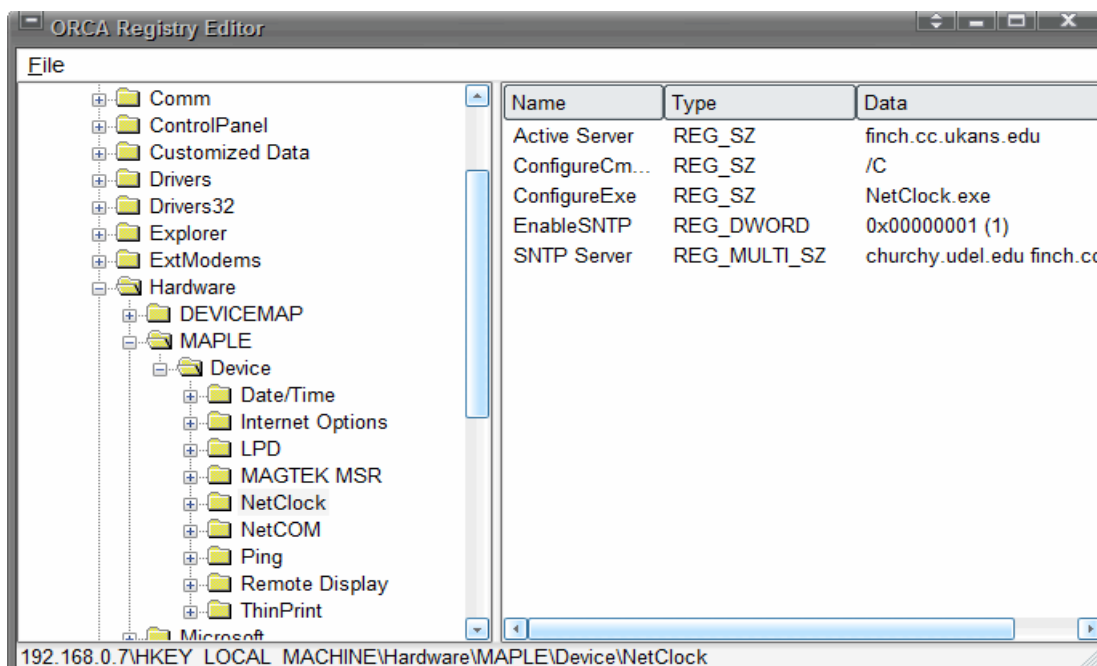 ORCA Registry Editor
File
Comm
ControlPanel
Customized Data
Drivers
Drivers32
Explorer
ExtModems
Hardware
DEVICEMAP
MAPLE
Device
Date/Time
Internet Options
LPD
MAGTEK MSR
NetClock
NetCOM
Ping
Remote Display
ThinPrint
Microsoft
Name Type Data
Active Server REG_SZ finch.cc.ukans.edu
ConfigureCm... REG_SZ /C
ConfigureExe REG_SZ NetClock.exe
EnableSNTP REG_DWORD 0x00000001 (1)
SNTP Server REG_MULTI_SZ churchy.udel.edu finch.cc
192.168.0.7\HKEY_LOCAL_MACHINE\Hardware\MAPLE\Device\NetClock